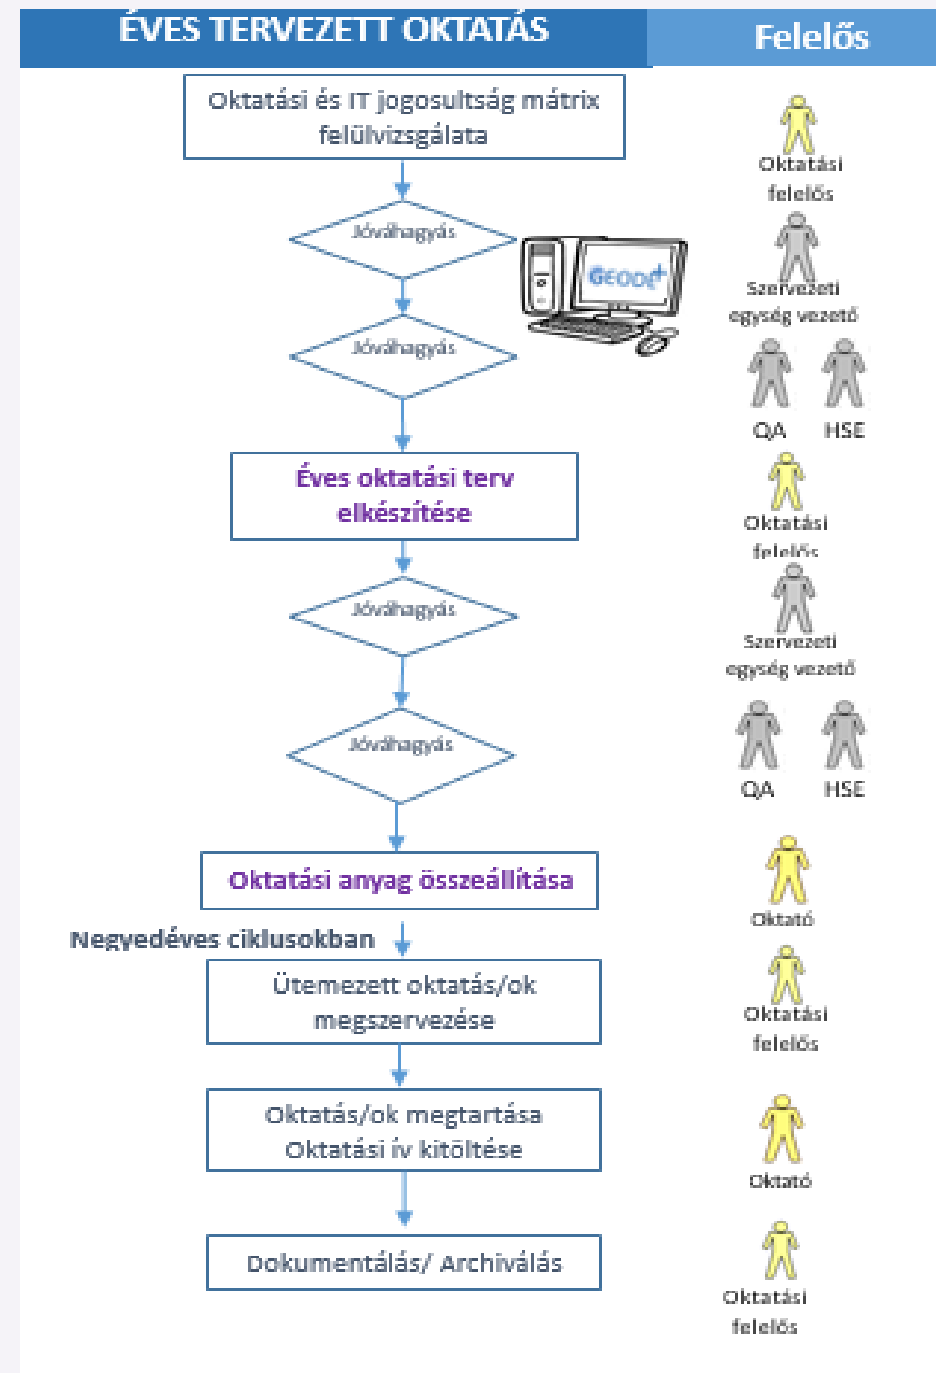 ÉVES TERVEZETT OKTATÁS
Felelős
Oktatási és IT jogosultság mátrix
felülvizsgálata
Oktatási
felelős
Jóváhagyás
GEODE+
Szervezeti
egység vezető
Jóváhagyás
QA
HSE
Éves oktatási terv
elkészítése
Oktatási
felelős
Jóváhagyás
Szervezeti
egység vezető
Jóváhagyás
QA
HSE
Oktatási anyag összeállítása
Oktató
Negyedéves ciklusokban
Ütemezett oktatás/ok
megszervezése
Oktatási
felelős
Oktatás/ok megtartása
Oktatási ív kitöltése
Oktató
Dokumentálás/ Archiválás
Oktatási
felelős